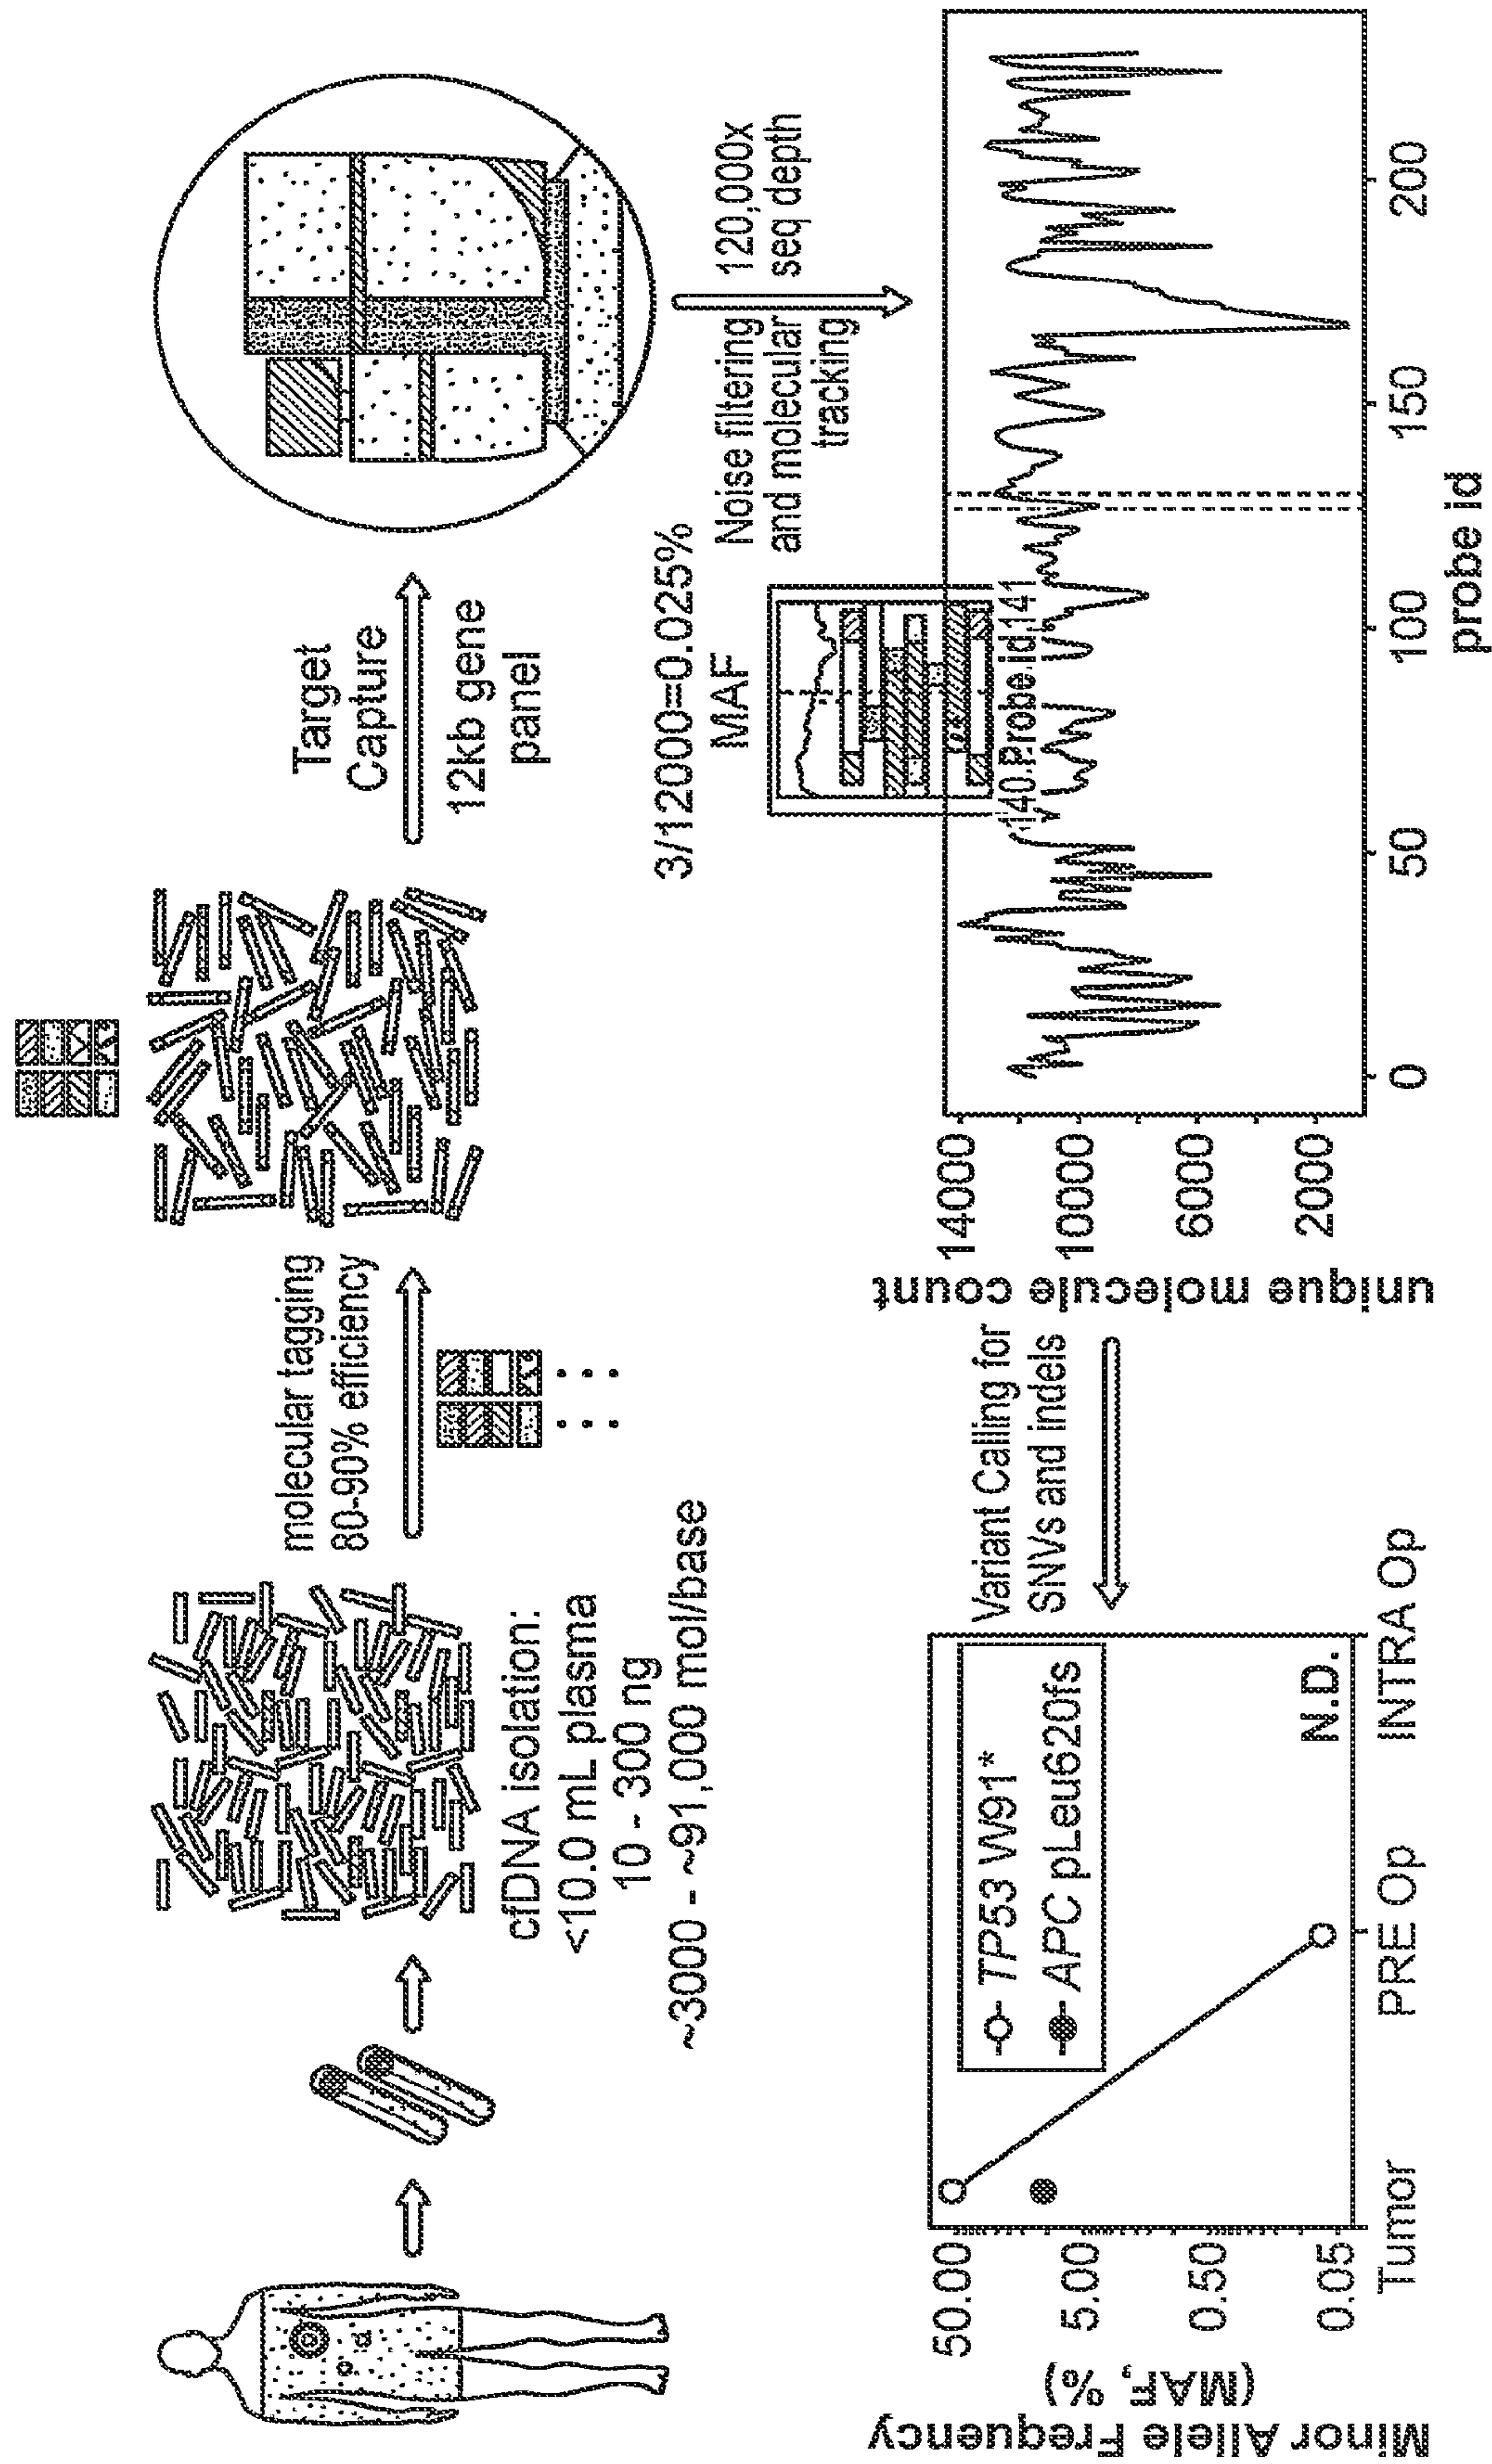 cfDNA isolation:
<10.0 mL plasma
10 - 300 ng
~3000 - ~91,000 mol/base
molecular tagging
80-90% efficiency
Target
Capture
12kb gene
panel
Noise filtering
and molecular
tracking
120,000x
seq depth
3/12000=0.025%
MAF
140.Probe.id.141
unique molecule count
14000
10000
6000
2000
0
50
100
150
200
probe id
Variant Calling for
SNVs and indels
Minor Allele Frequency
(MAF, %)
50.00
5.00
0.50
0.05
TP53 W91*
APC pLeu620fs
N.D.
Tumor
PRE Op
INTRA Op